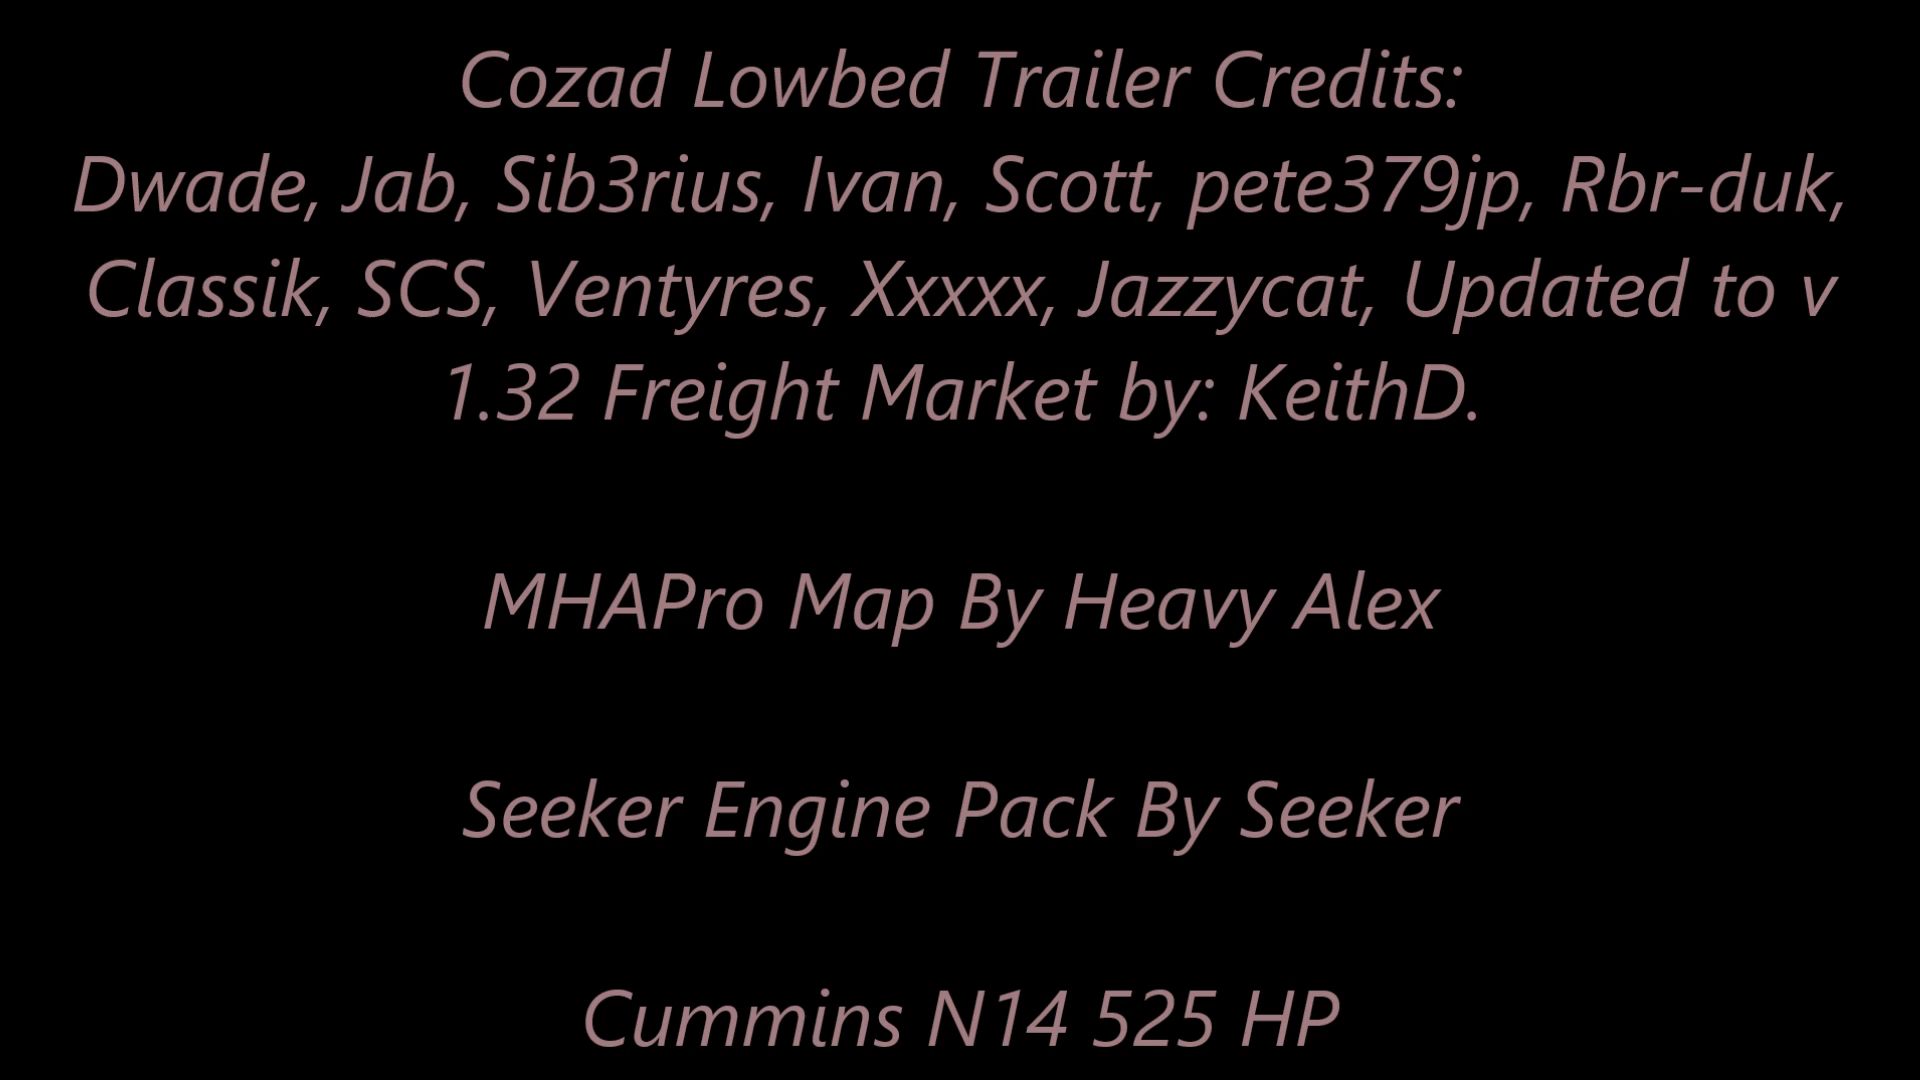 Cozad Lowbed Trailer Credits:
Dwade, Jab, Sib3rius, Ivan, Scott, pete379jp, Rbr-duk,
Classik, SCS, Ventyres, Xxxxx, Jazzycat, Updated to v
1.32 Freight Market by: KeithD.
MHAPro Map By Heavy Alex
Seeker Engine Pack By Seeker
Cummins N14 525 HP